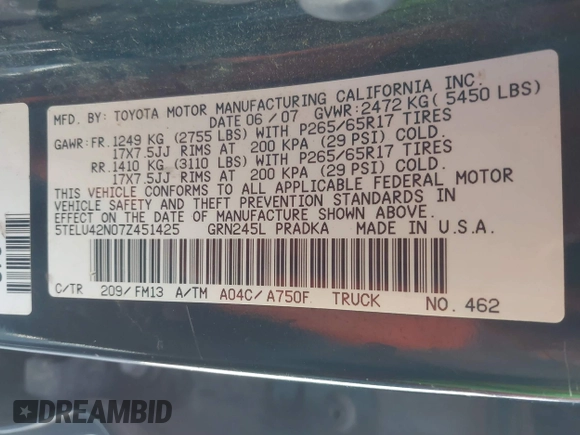 MFD. BY: TOYOTA MOTOR MANUFACTURING CALIFORNIA INC.
DATE 06 / 07 GVWR: 2472 KG ( 5450 LBS)
GAWR: FR. 1249 KG (2755 LBS) WITH P265/65R17 TIRES
17X7.5JJ RIMS AT 200 KPA (29 PSI) COLD.
RR. 1410 KG (3110 LBS) WITH P265/65R17 TIRES
17X7.5JJ RIMS AT 200 KPA (29 PSI) COLD.
THIS VEHICLE CONFORMS TO ALL APPLICABLE FEDERAL MOTOR
VEHICLE SAFETY AND THEFT PREVENTION STANDARDS IN
EFFECT ON THE DATE OF MANUFACTURE SHOWN ABOVE.
5TELU42N07Z451425 GRN245L PRADKA MADE IN U.S.A.
C/TR 209/FM13 A/TM A04C/A750F TRUCK NO. 462
DREAMBID